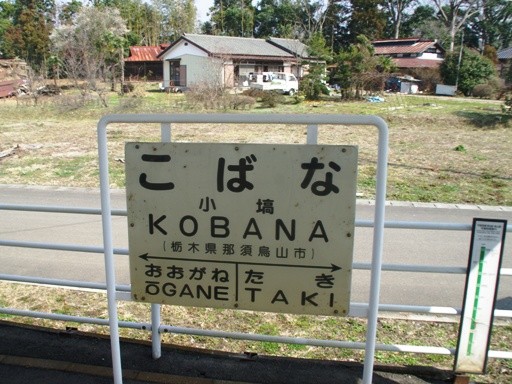 こばな
小塙
KOBANA
(栃木県那須烏山市)
おおがね たき
ŌGANE TAKI